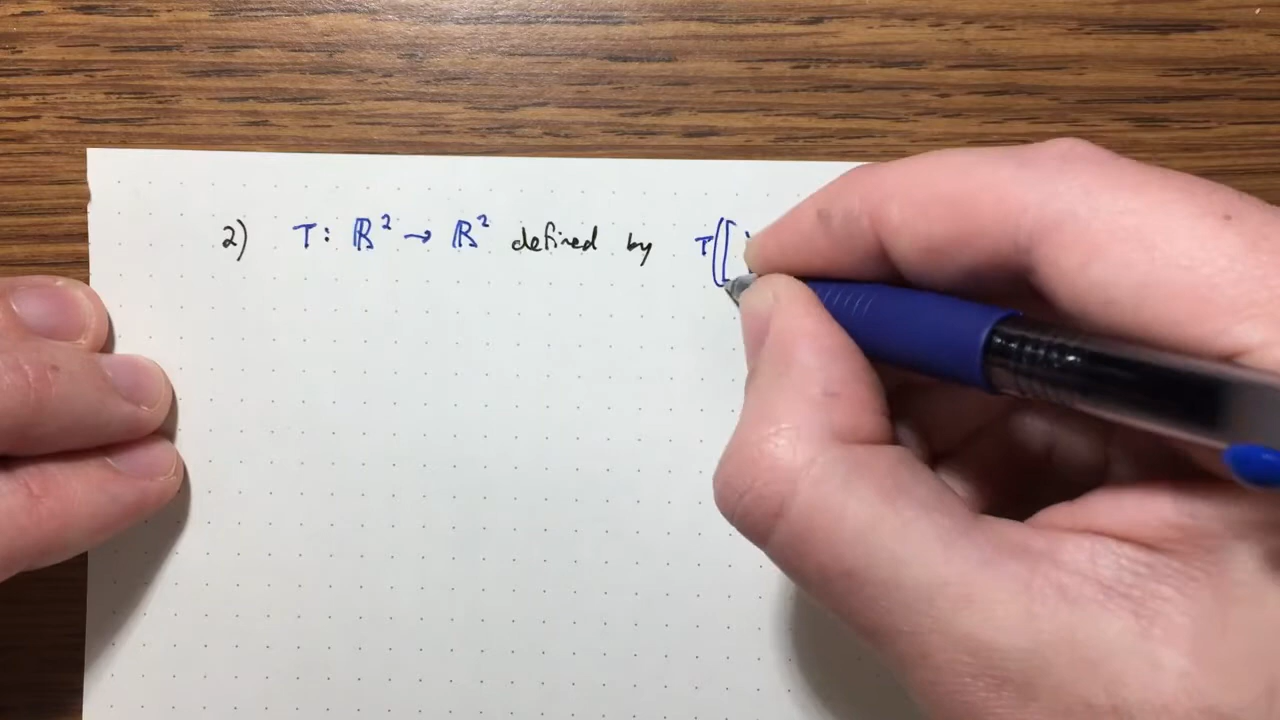 2) T: ℝ² → ℝ² defined by T([